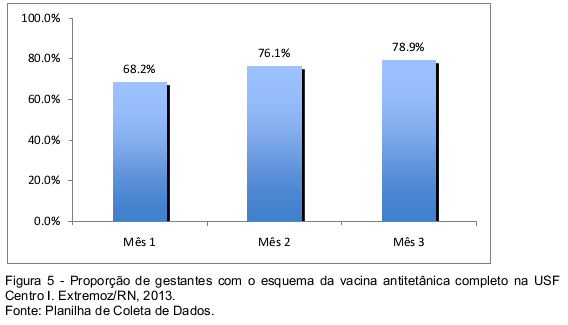 100.0%
80.0%
60.0%
40.0%
20.0%
0.0%
68.2%
76.1%
78.9%
Mês 1
Mês 2
Mês 3
Figura 5 - Proporção de gestantes com o esquema da vacina antitetânica completo na USF
Centro I. Extremoz/RN, 2013.
Fonte: Planilha de Coleta de Dados.